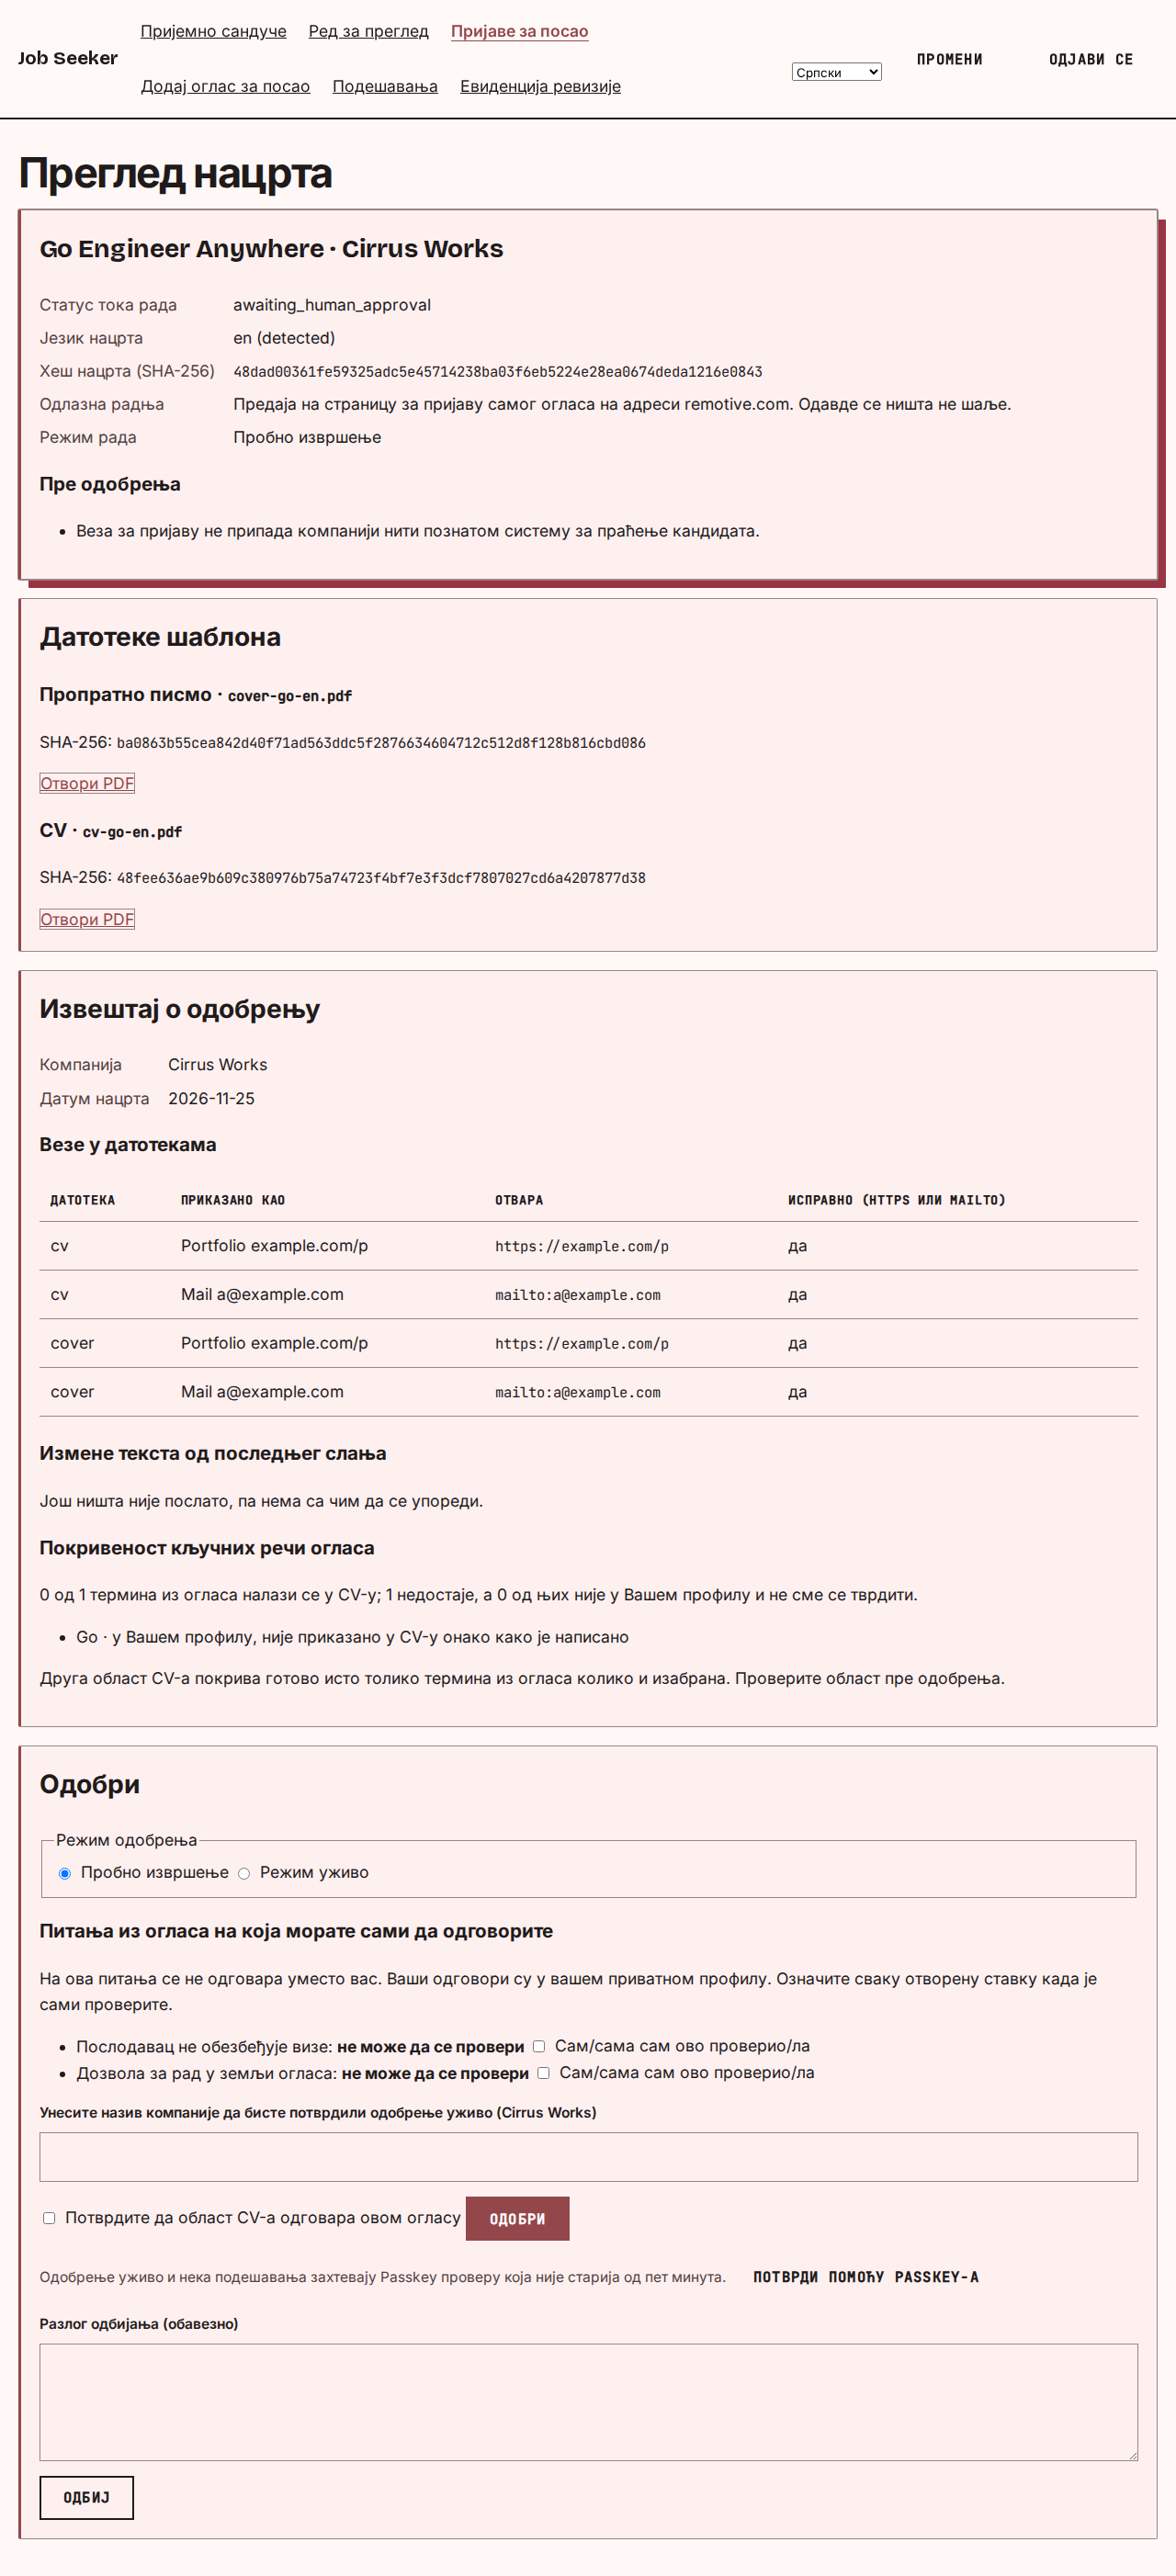 Job Seeker
Пријемно сандуче
Ред за преглед
Пријаве за посао
Додај оглас за посао
Подешавања
Евиденција ревизије
Српски
ПРОМЕНИ
ОДЈАВИ СЕ
Преглед нацрта
Go Engineer Anywhere · Cirrus Works
Статус тока рада awaiting_human_approval
Језик нацрта en (detected)
Хеш нацрта (SHA-256) 48dad00361fe59325adc5e45714238ba03f6eb5224e28ea0674deda1216e0843
Одлазна радња Предаја на страницу за пријаву самог огласа на адреси remotive.com. Одавде се ништа не шаље.
Режим рада Пробно извршење
Пре одобрења
• Веза за пријаву не припада компанији нити познатом систему за праћење кандидата.
Датотеке шаблона
Пропратно писмо · cover-go-en.pdf
SHA-256: ba0863b55cea842d40f71ad563ddc5f2876634604712c512d8f128b816cbd086
Отвори PDF
CV · cv-go-en.pdf
SHA-256: 48fee636ae9b609c380976b75a74723f4bf7e3f3dcf7807027cd6a4207877d38
Отвори PDF
Извештај о одобрењу
Компанија Cirrus Works
Датум нацрта 2026-11-25
Везе у датотекама
ДАТОТЕКА ПРИКАЗАНО КАО ОТВАРА ИСПРАВНО (HTTPS ИЛИ MAILTO)
cv Portfolio example.com/p https://example.com/p да
cv Mail a@example.com mailto:a@example.com да
cover Portfolio example.com/p https://example.com/p да
cover Mail a@example.com mailto:a@example.com да
Измене текста од последњег слања
Још ништа није послато, па нема са чим да се упореди.
Покривеност кључних речи огласа
0 од 1 термина из огласа налази се у CV-у; 1 недостаје, а 0 од њих није у Вашем профилу и не сме се тврдити.
• Go · у Вашем профилу, није приказано у CV-у онако како је написано
Друга област CV-а покрива готово исто толико термина из огласа колико и изабрана. Проверите област пре одобрења.
Одобри
Режим одобрења
Пробно извршење Режим уживо
Питања из огласа на која морате сами да одговорите
На ова питања се не одговара уместо вас. Ваши одговори су у вашем приватном профилу. Означите сваку отворену ставку када је
сами проверите.
• Послодавац не обезбеђује визе: не може да се провери Сам/сама сам ово проверио/ла
• Дозвола за рад у земљи огласа: не може да се провери Сам/сама сам ово проверио/ла
Унесите назив компаније да бисте потврдили одобрење уживо (Cirrus Works)
Потврдите да област CV-а одговара овом огласу ОДОБРИ
Одобрење уживо и нека подешавања захтевају Passkey проверу која није старија од пет минута. ПОТВРДИ ПОМОЋУ PASSKEY-А
Разлог одбијања (обавезно)
ОДБИЈ